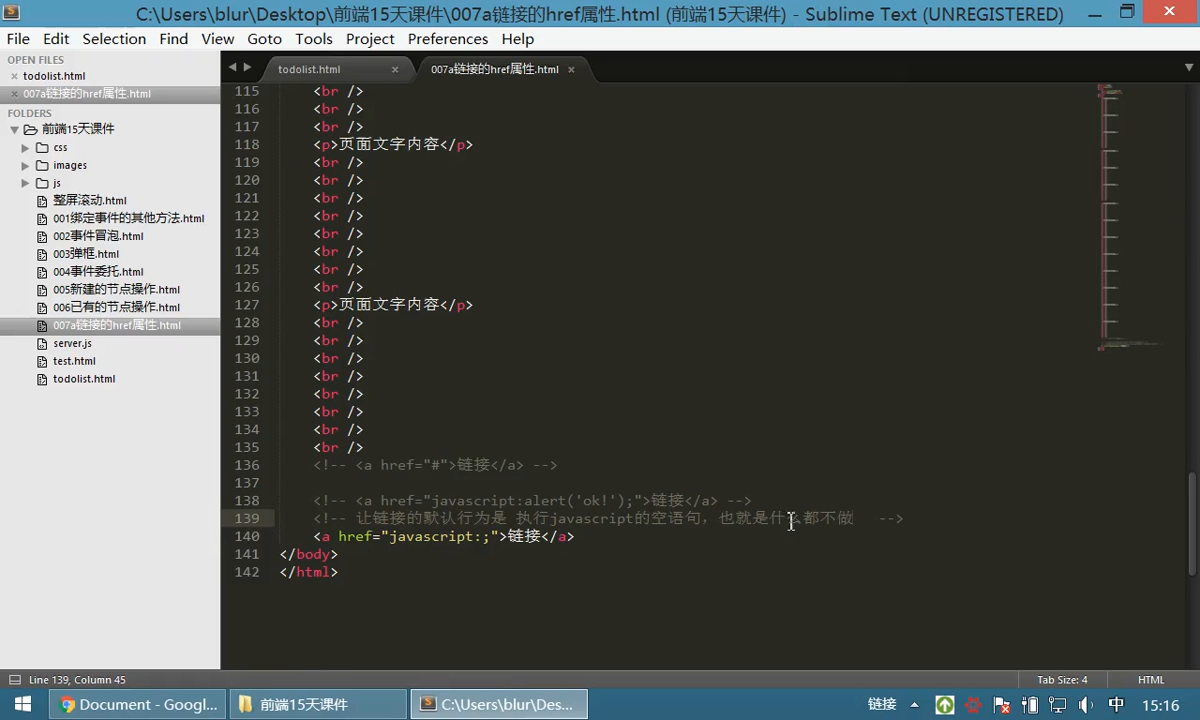 C:\Users\blur\Desktop\前端15天课件\007a链接的href属性.html (前端15天课件) - Sublime Text (UNREGISTERED)
File Edit Selection Find View Goto Tools Project Preferences Help
OPEN FILES
todolist.html
007a链接的href属性.html
FOLDERS
前端15天课件
css
images
js
整屏滚动.html
001绑定事件的其他方法.html
002事件冒泡.html
003弹框.html
004事件委托.html
005新建的节点操作.html
006已有的节点操作.html
007a链接的href属性.html
server.js
test.html
todolist.html
todolist.html 007a链接的href属性.html
115 <br />
116 <br />
117 <br />
118 <p>页面文字内容</p>
119 <br />
120 <br />
121 <br />
122 <br />
123 <br />
124 <br />
125 <br />
126 <br />
127 <p>页面文字内容</p>
128 <br />
129 <br />
130 <br />
131 <br />
132 <br />
133 <br />
134 <br />
135 <br />
136 <!-- <a href="#">链接</a> -->
137
138 <!-- <a href="javascript:alert('ok!');">链接</a> -->
139 <!-- 让链接的默认行为是 执行javascript的空语句，也就是什么都不做 -->
140 <a href="javascript:;">链接</a>
141 </body>
142 </html>
Line 139, Column 45 Tab Size: 4 HTML
Document - Googl... 前端15天课件 C:\Users\blur\Des... 链接 中 15:16